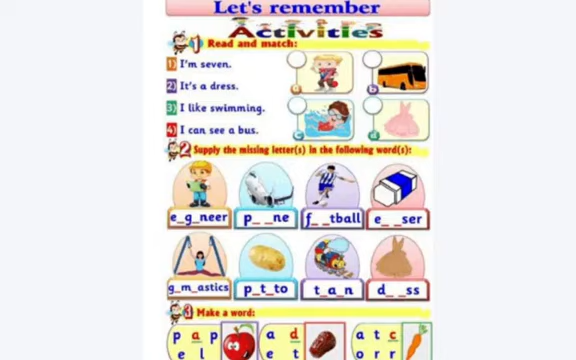 Let's remember
Activities
1 Read and match:
1) I'm seven.
a
b
2) It's a dress.
3) I like swimming.
c
d
4) I can see a bus.
2 Supply the missing letter(s) in the following word(s):
e_g_neer p_ _ne f_ _tball e_ _ser
g_m_astics p_t_to t_a_n d_ _ss
3 Make a word:
p a p a d a t c
e l e t o r r